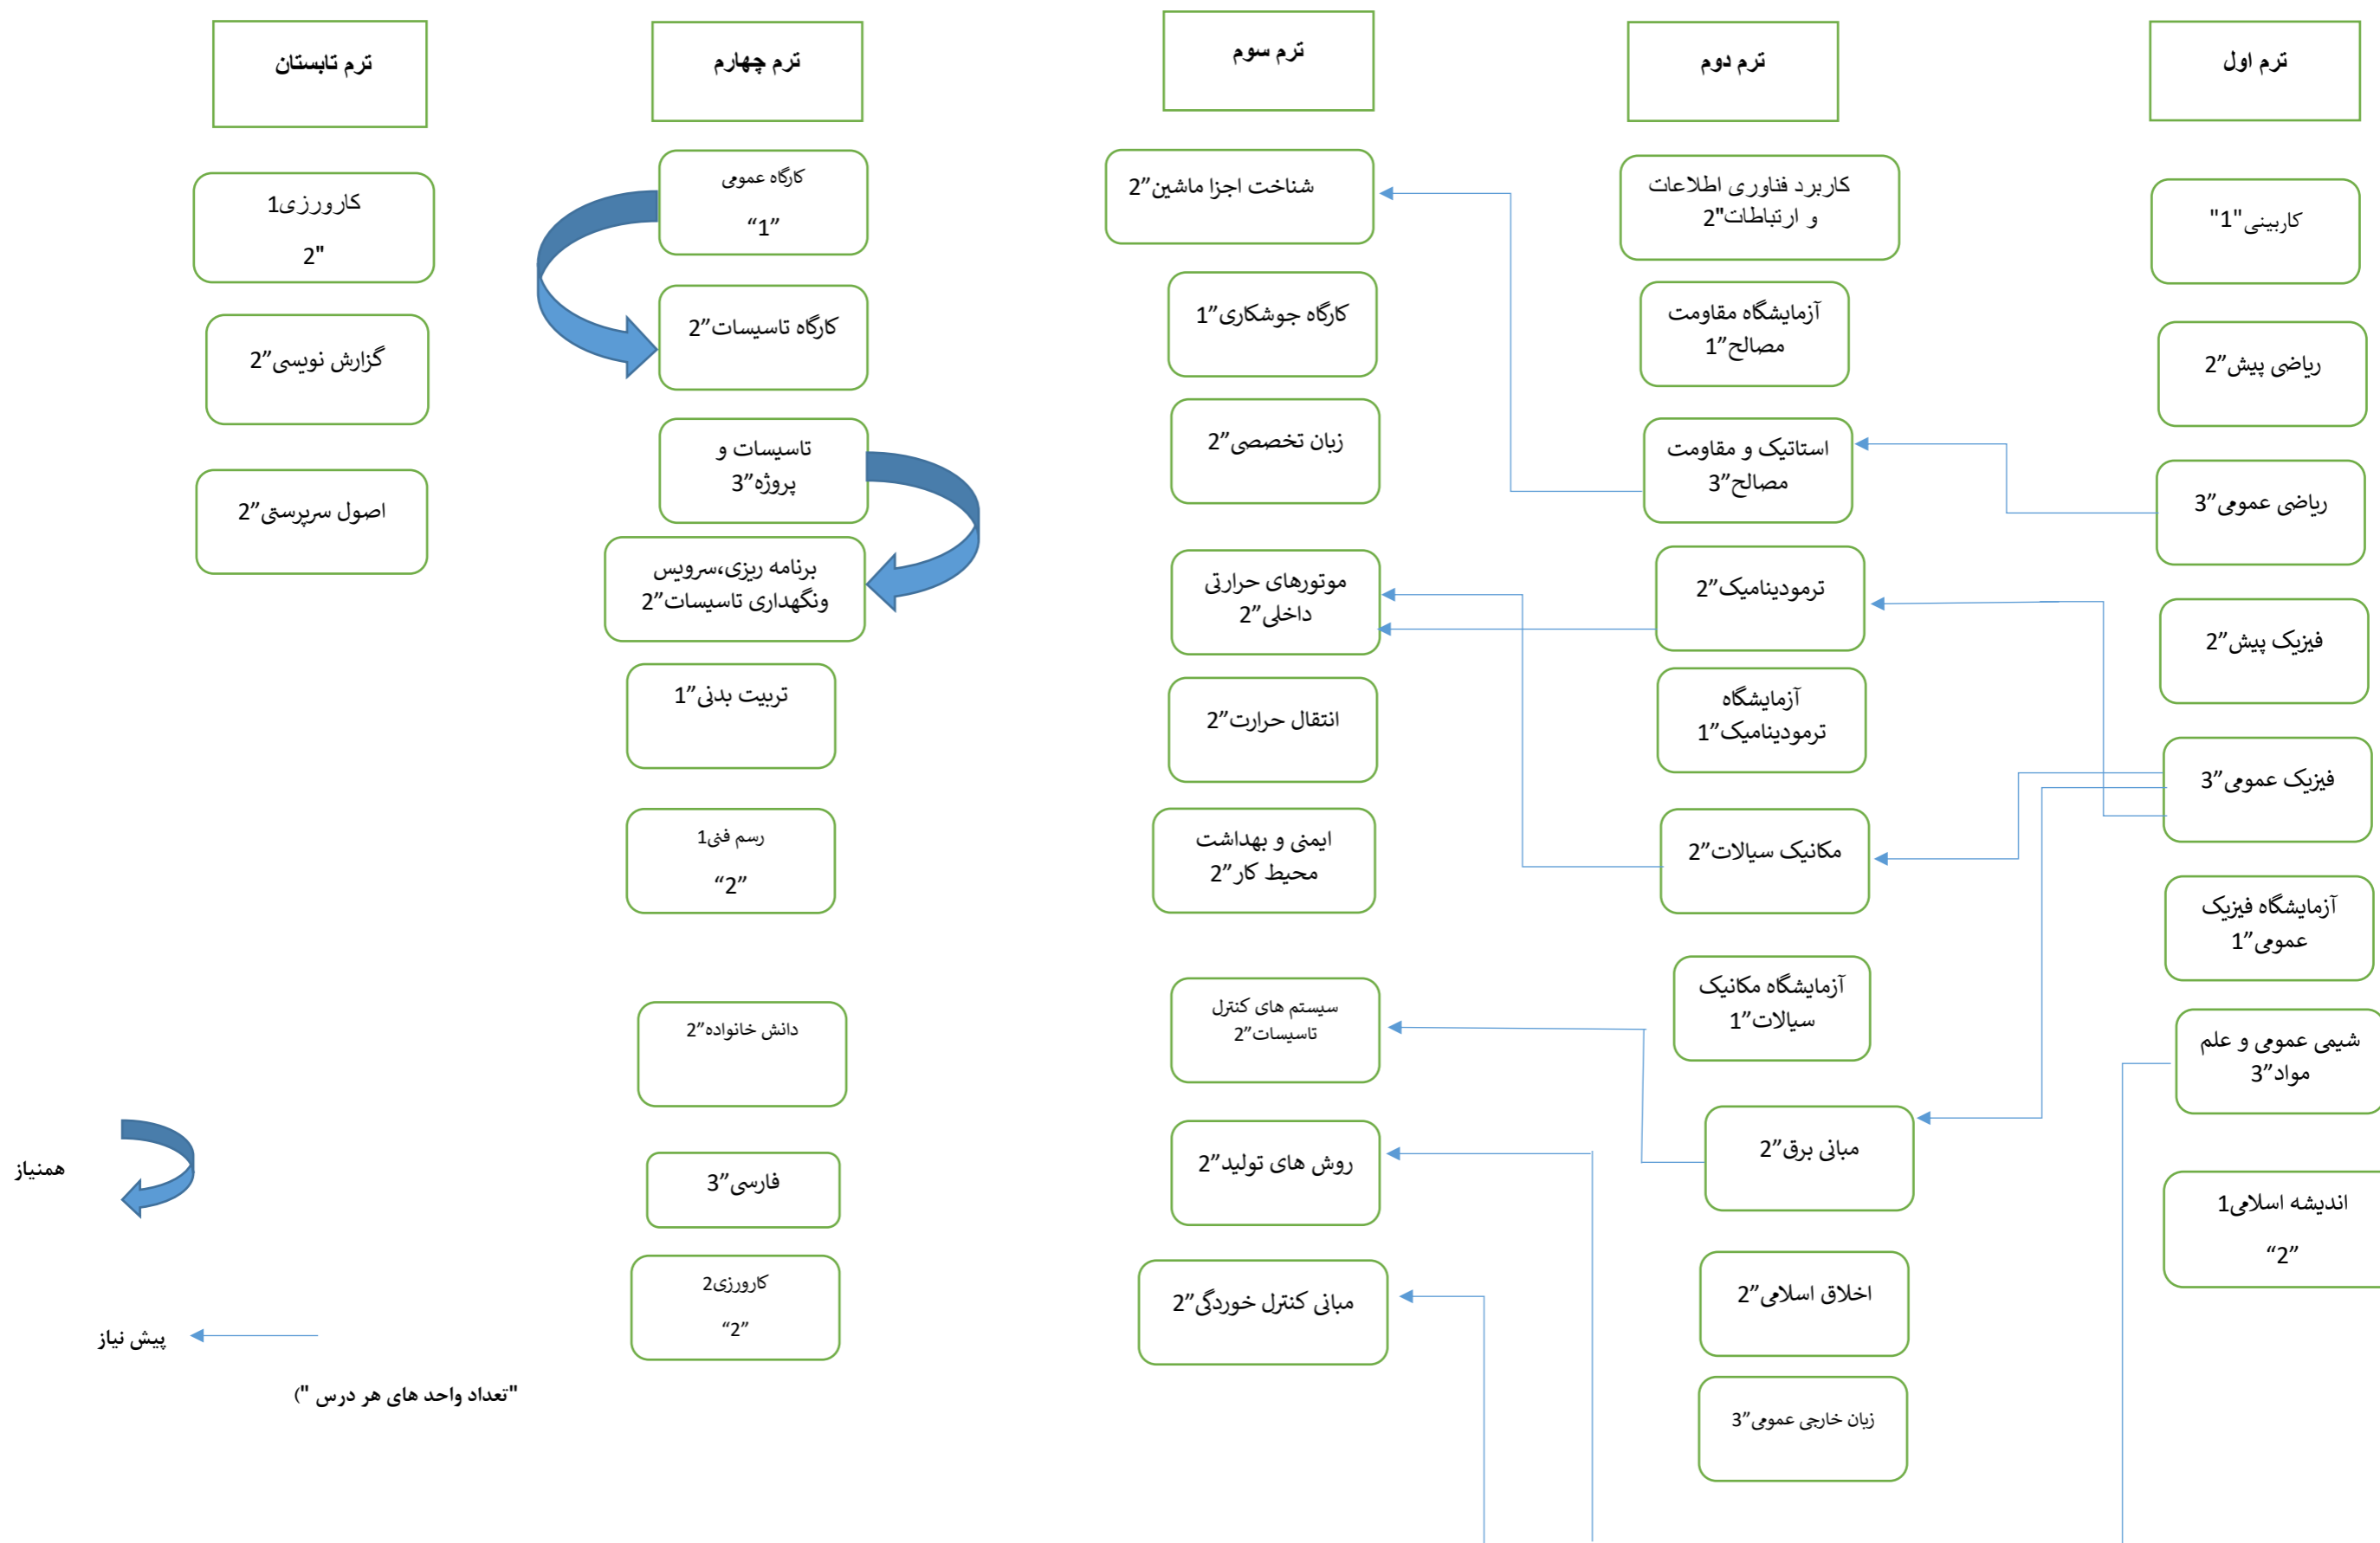 ترم اول
کاربینی"1"
ریاضی پیش”2
ریاضی عمومی”3
فیزیک پیش”2
فیزیک عمومی”3
آزمایشگاه فیزیک
عمومی”1
شیمی عمومی و علم
مواد”3
اندیشه اسلامی1
“2”
ترم دوم
کاربرد فناوری اطلاعات
و ارتباطات"2
آزمایشگاه مقاومت
مصالح”1
استاتیک و مقاومت
مصالح”3
ترمودینامیک”2
آزمایشگاه
ترمودینامیک”1
مکانیک سیالات”2
آزمایشگاه مکانیک
سیالات”1
مبانی برق”2
اخلاق اسلامی”2
زبان خارجی عمومی”3
ترم سوم
شناخت اجزا ماشین”2
کارگاه جوشکاری”1
زبان تخصصی”2
موتورهای حرارتی
داخلی”2
انتقال حرارت”2
ایمنی و بهداشت
محیط کار”2
سیستم های کنترل
تاسیسات”2
روش های تولید”2
مبانی کنترل خوردگی”2
ترم چهارم
کارگاه عمومی
“1”
کارگاه تاسیسات”2
تاسیسات و
پروژه”3
برنامه ریزی،سرویس
ونگهداری تاسیسات”2
تربیت بدنی”1
رسم فنی1
“2”
دانش خانواده”2
فارسی”3
کارورزی2
“2”
ترم تابستان
کارورزی1
2"
گزارش نویسی”2
اصول سرپرستی”2
همنیاز
پیش نیاز
"تعداد واحد های هر درس ")